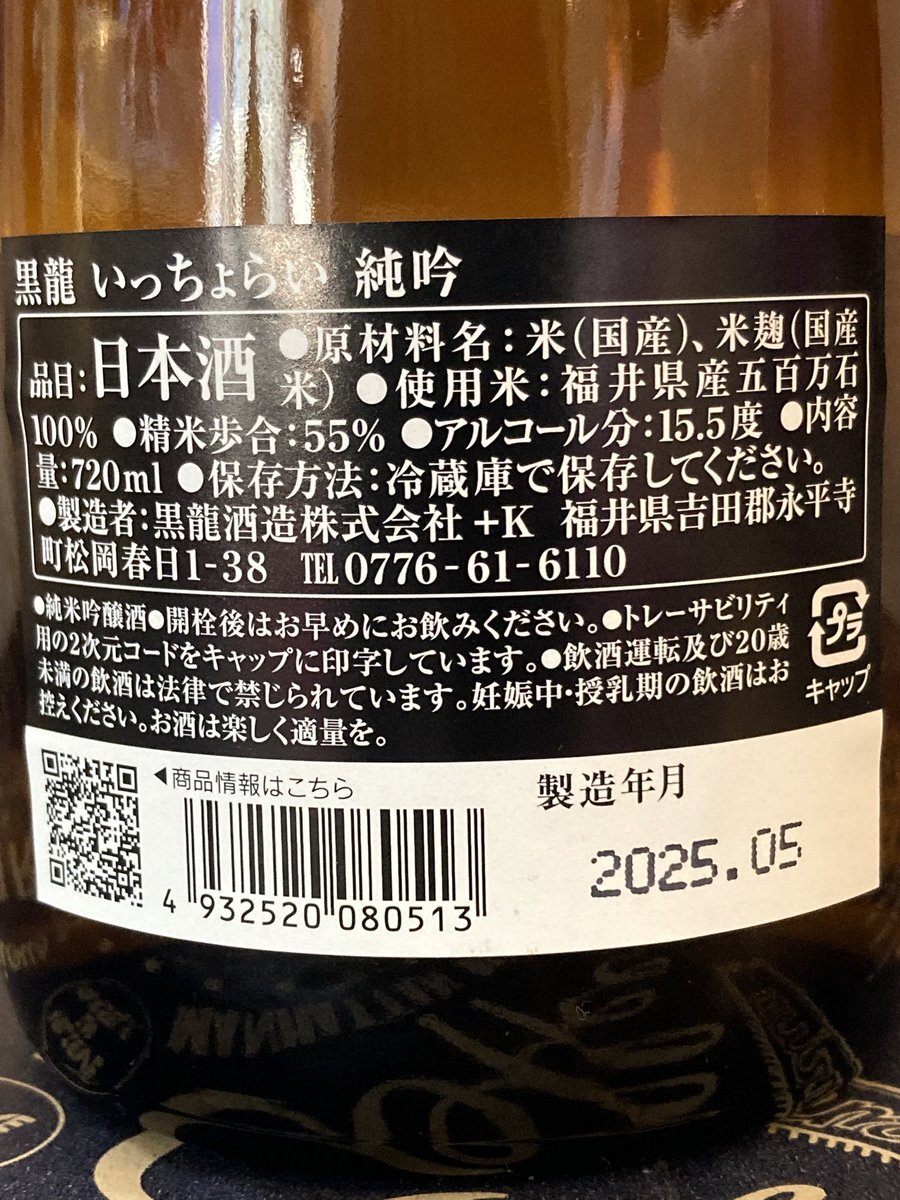 黒龍 いっちょらい 純吟
品目:日本酒 ●原材料名:米(国産)、米麹(国産
米) ●使用米:福井県産五百万石
100% ●精米歩合:55% ●アルコール分:15.5度 ●内容
量:720ml ●保存方法:冷蔵庫で保存してください。
●製造者:黒龍酒造株式会社 +K 福井県吉田郡永平寺
町松岡春日1-38 TEL 0776-61-6110
●純米吟醸酒●開栓後はお早めにお飲みください。●トレーサビリティ
用の2次元コードをキャップに印字しています。●飲酒運転及び20歳
未満の飲酒は法律で禁じられています。妊娠中・授乳期の飲酒はお
控えください。お酒は楽しく適量を。
プラ
キャップ
◀商品情報はこちら
4 932520 080513
製造年月
2025.05